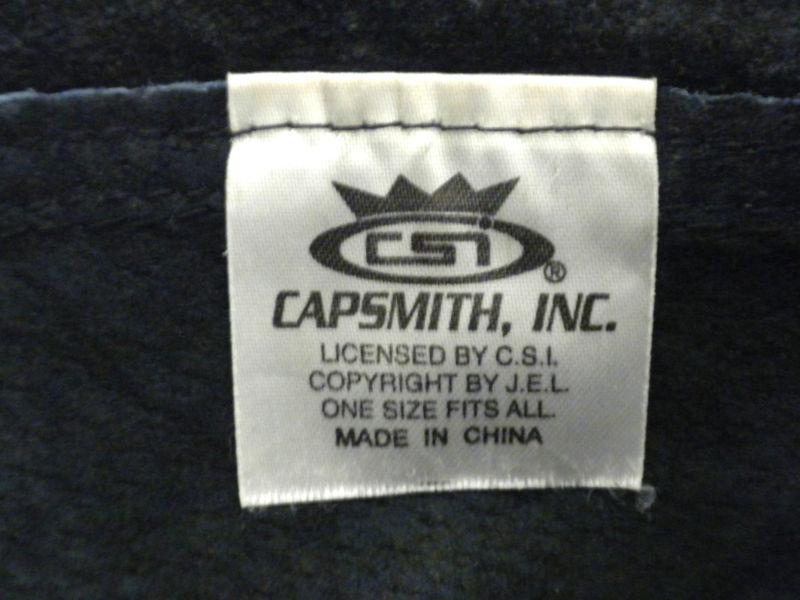 csi ®
CAPSMITH, INC.
LICENSED BY C.S.I.
COPYRIGHT BY J.E.L.
ONE SIZE FITS ALL.
MADE IN CHINA